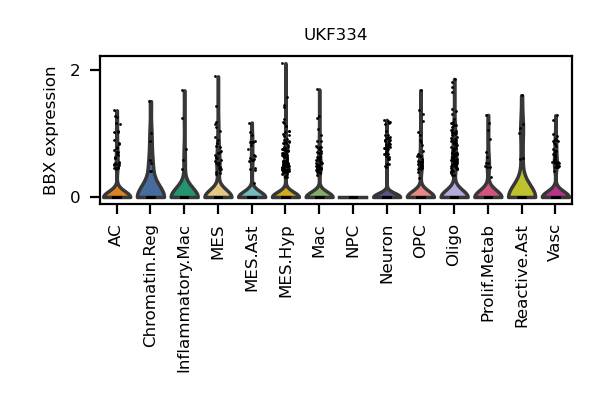 UKF334
BBX expression
2
0
AC
Chromatin.Reg
Inflammatory.Mac
MES
MES.Ast
MES.Hyp
Mac
NPC
Neuron
OPC
Oligo
Prolif.Metab
Reactive.Ast
Vasc